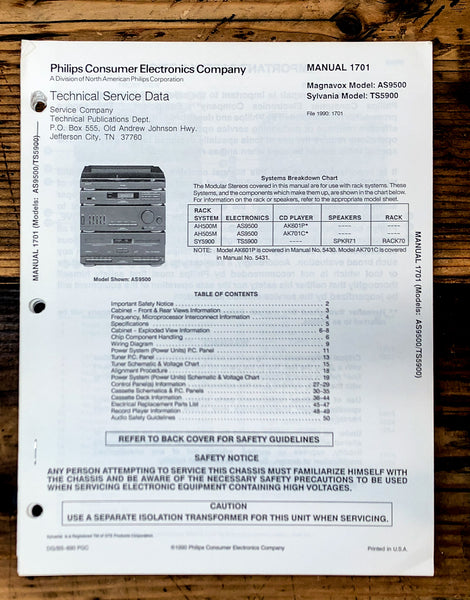 Philips Consumer Electronics Company
A Division of North American Philips Corporation
MANUAL 1701
Magnavox Model: AS9500
Sylvania Model: TS5900
File 1990: 1701
Technical Service Data
Service Company
Technical Publications Dept.
P.O. Box 555, Old Andrew Johnson Hwy.
Jefferson City, TN 37760
MANUAL 1701 (Models: AS9500/TS5900)
Model Shown: AS9500
Systems Breakdown Chart
The Modular Stereos covered in this manual are for use with rack systems. These
Systems, and the components which make them up, are shown in the chart below.
For information on the rack or speakers, refer to the appropriate model sheet.
RACK SYSTEM ELECTRONICS CD PLAYER SPEAKERS RACK
AH500M AS9500 AK601P* ---- ----
AH505M AS9500 AK701C* ---- ----
SY5900 TS5900 ---- SPKR71 RACK70
NOTE: Model AK601P is covered in Manual No. 5430. Model AK701C is covered
in Manual No. 5431.
MANUAL 1701 (Models: AS9500/TS5900)
TABLE OF CONTENTS
Important Safety Notice 2
Cabinet - Front & Rear Views Information 3
Frequency, Microprocessor Interconnect Information 4
Specifications 5
Cabinet - Exploded View Information 6-8
Chip Component Handling 6
Wiring Diagram 9
Power System (Power Units) P.C. Panel 11
Tuner P.C. Panel 13
Tuner Schematic & Voltage Chart 15
Alignment Procedure 18
Power System (Power Units) Schematic & Voltage Chart 19
Control Panel(s) Information 27-29
Cassette Schematics & P.C. Panels 30-35
Cassette Deck Information 36-44
Electrical Replacement Parts List 45-47
Record Player Information 48-49
Audio Safety Guidelines 50
REFER TO BACK COVER FOR SAFETY GUIDELINES
SAFETY NOTICE
ANY PERSON ATTEMPTING TO SERVICE THIS CHASSIS MUST FAMILIARIZE HIMSELF WITH
THE CHASSIS AND BE AWARE OF THE NECESSARY SAFETY PRECAUTIONS TO BE USED
WHEN SERVICING ELECTRONIC EQUIPMENT CONTAINING HIGH VOLTAGES.
CAUTION
USE A SEPARATE ISOLATION TRANSFORMER FOR THIS UNIT WHEN SERVICING.
Sylvania is a Registered TM of GTE Products Corporation.
©1990 Philips Consumer Electronics Company
Printed in U.S.A.